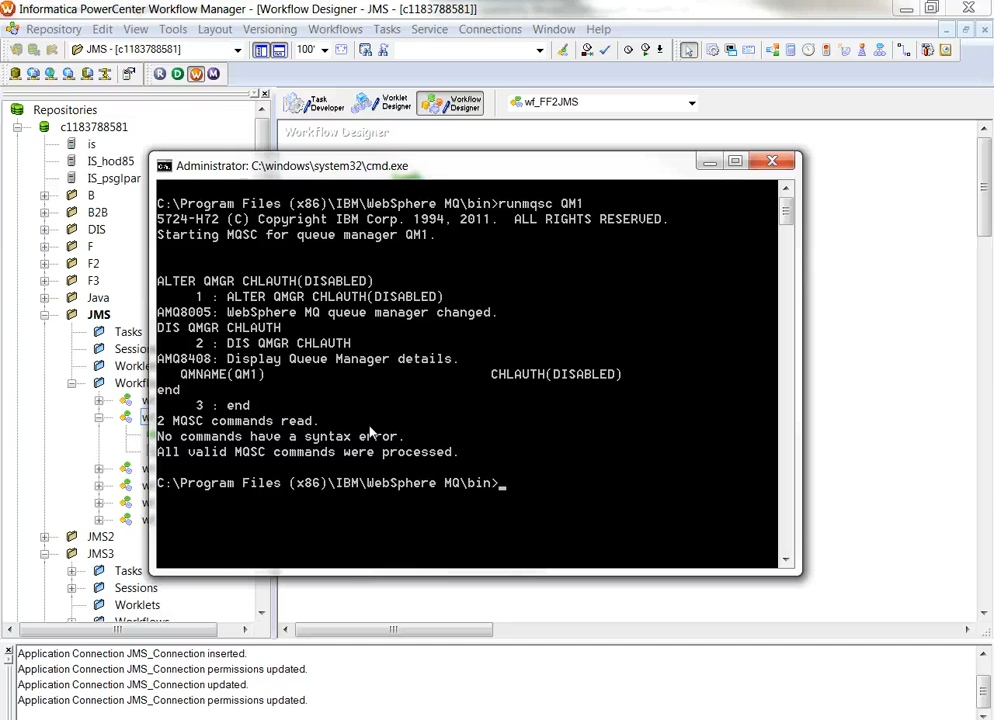 Informatica PowerCenter Workflow Manager - [Workflow Designer - JMS - [c1183788581]]
Repository Edit View Tools Layout Versioning Workflows Tasks Service Connections Window Help
JMS - [c1183788581] 100%
R D W M
Task Developer Worklet Designer Workflow Designer wf_FF2JMS
Workflow Designer
Repositories
c1183788581
is
IS_hod85
IS_psglpar
B
B2B
DIS
F
F2
F3
Java
JMS
Tasks
Session
Workle
Workfl
w
w
w
w
w
w
JMS2
JMS3
Tasks
Sessions
Worklets
Administrator: C:\windows\system32\cmd.exe
C:\Program Files (x86)\IBM\WebSphere MQ\bin>runmqsc QM1
5724-H72 (C) Copyright IBM Corp. 1994, 2011.  ALL RIGHTS RESERVED.
Starting MQSC for queue manager QM1.
ALTER QMGR CHLAUTH(DISABLED)
1 : ALTER QMGR CHLAUTH(DISABLED)
AMQ8005: WebSphere MQ queue manager changed.
DIS QMGR CHLAUTH
2 : DIS QMGR CHLAUTH
AMQ8408: Display Queue Manager details.
QMNAME(QM1) CHLAUTH(DISABLED)
end
3 : end
2 MQSC commands read.
No commands have a syntax error.
All valid MQSC commands were processed.
C:\Program Files (x86)\IBM\WebSphere MQ\bin>_
Application Connection JMS_Connection inserted.
Application Connection JMS_Connection permissions updated.
Application Connection JMS_Connection updated.
Application Connection JMS_Connection permissions updated.